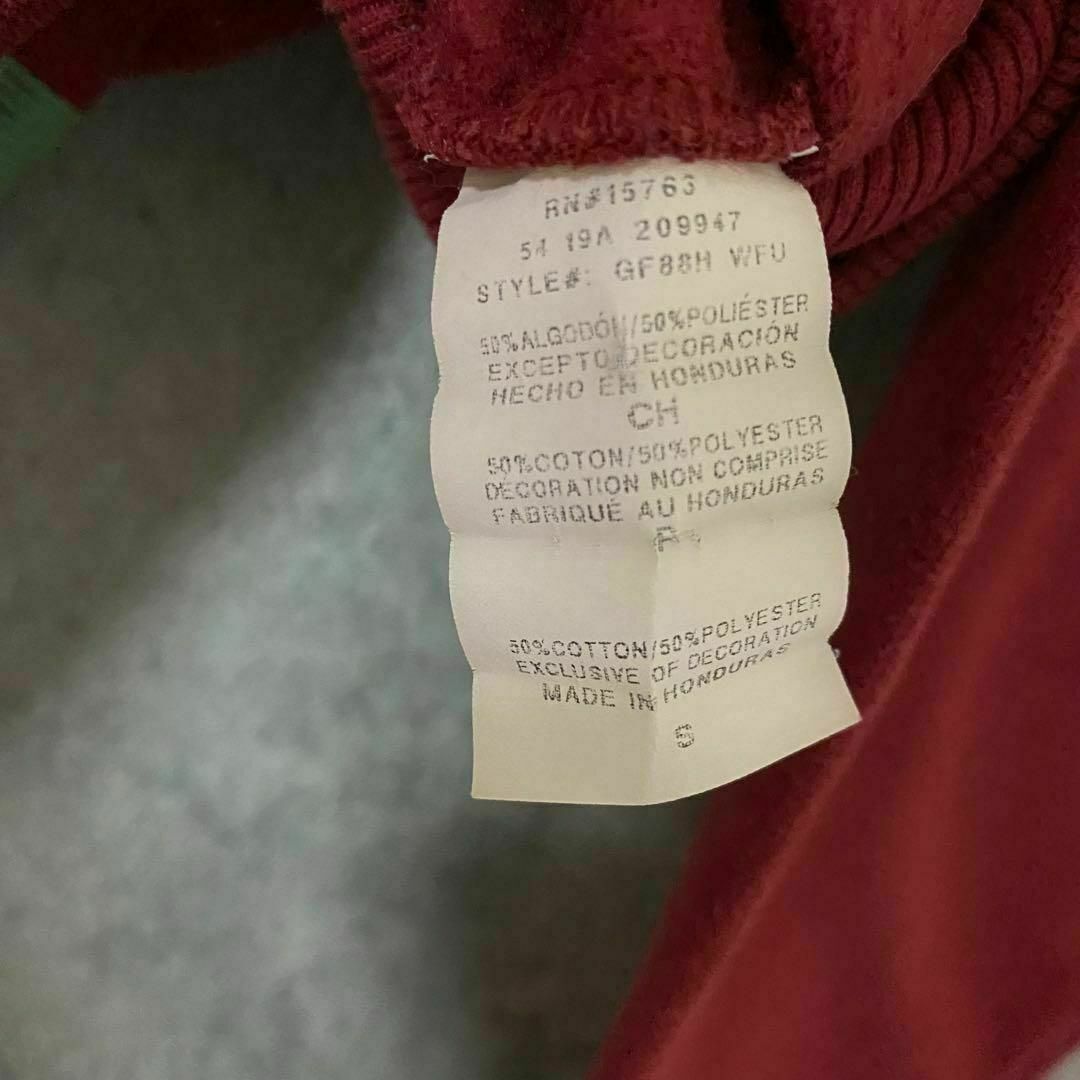 RN#15763
54 19A 209947
STYLE#: GF88H WFU
50%ALGODÓN/50%POLIÉSTER
EXCEPTO DECORACIÓN
HECHO EN HONDURAS
CH
50%COTON/50%POLYESTER
DÉCORATION NON COMPRISE
FABRIQUÉ AU HONDURAS
P
50%COTTON/50%POLYESTER
EXCLUSIVE OF DECORATION
MADE IN HONDURAS
S